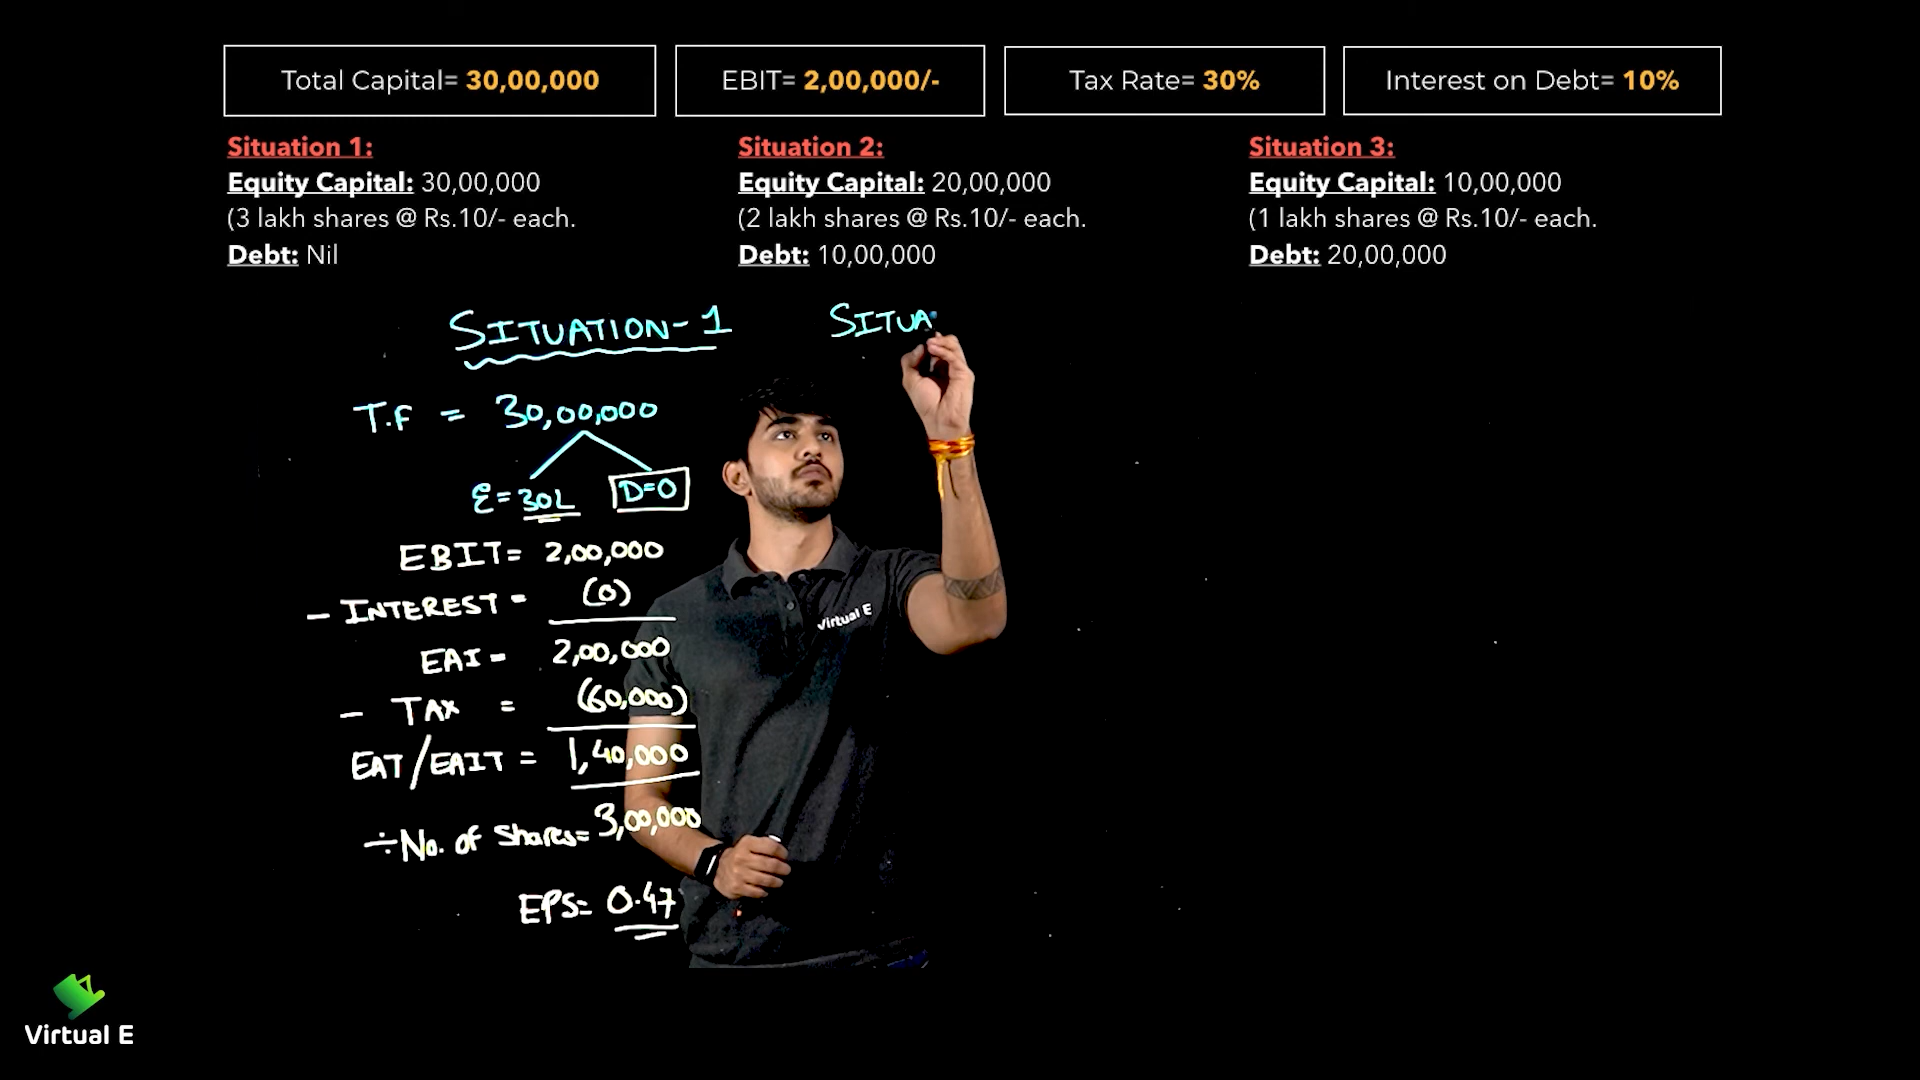 Total Capital= 30,00,000
EBIT= 2,00,000/-
Tax Rate= 30%
Interest on Debt= 10%
Situation 1:
Equity Capital: 30,00,000
(3 lakh shares @ Rs.10/- each.
Debt: Nil
Situation 2:
Equity Capital: 20,00,000
(2 lakh shares @ Rs.10/- each.
Debt: 10,00,000
Situation 3:
Equity Capital: 10,00,000
(1 lakh shares @ Rs.10/- each.
Debt: 20,00,000
SITUATION-1
T.F = 30,00,000
E=30L D=0
EBIT= 2,00,000
- INTEREST = (0)
EAI = 2,00,000
- TAX = (60,000)
EAT/EAIT = 1,40,000
÷No. of Shares= 3,00,000
EPS= 0.47
SITUA
Virtual E
Virtual E